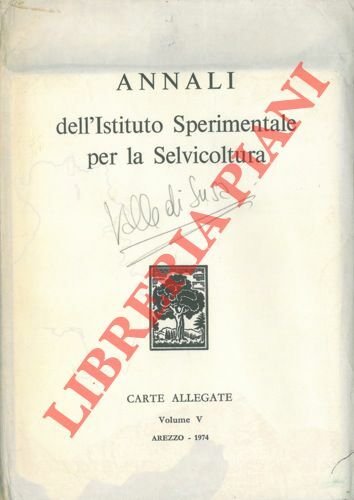 ANNALI
dell'Istituto Sperimentale
per la Selvicoltura
Valle di Susa
CARTE ALLEGATE
Volume V
AREZZO - 1974
LIBRERIA PIANI